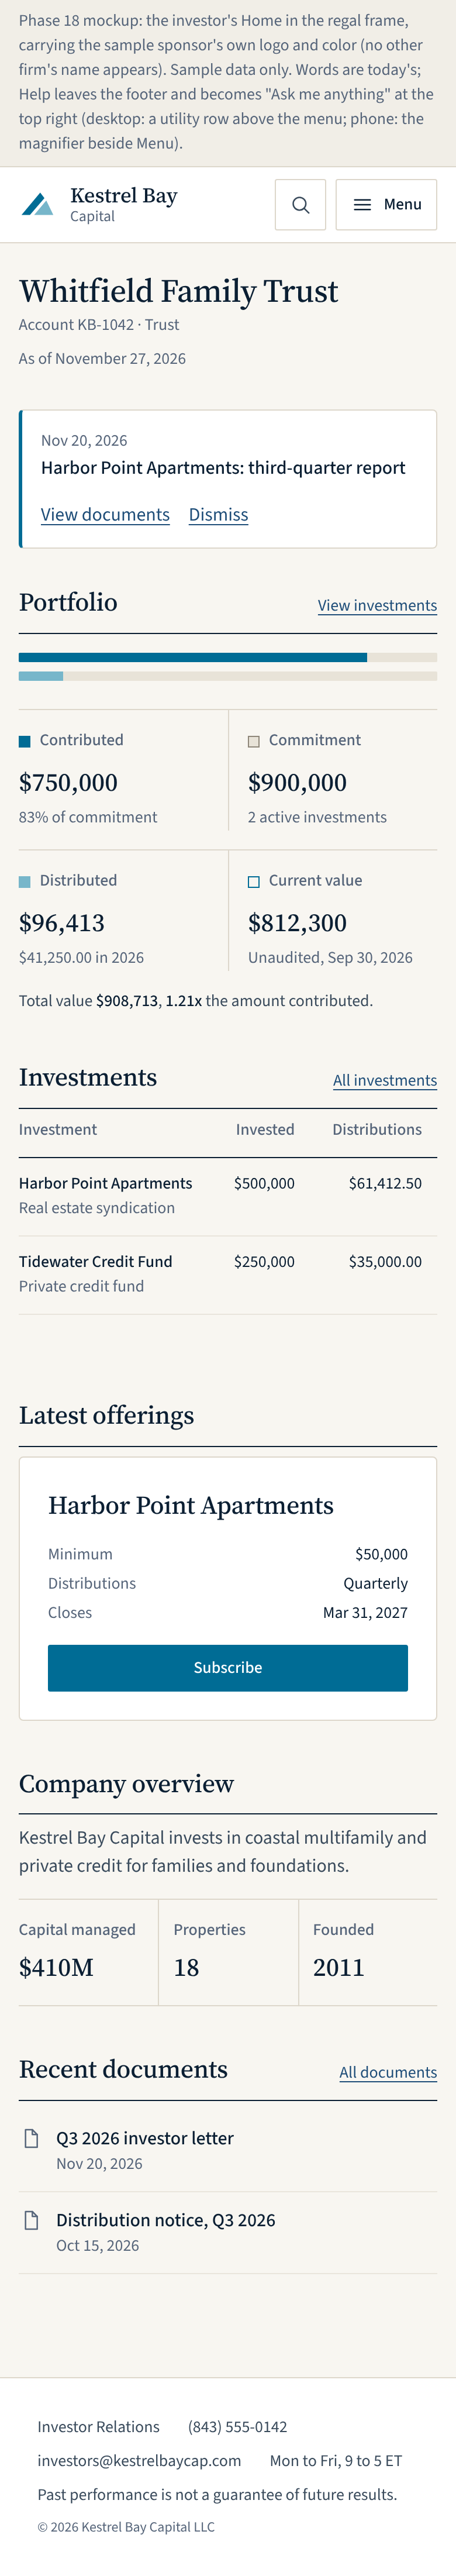 Phase 18 mockup: the investor's Home in the regal frame,
carrying the sample sponsor's own logo and color (no other
firm's name appears). Sample data only. Words are today's;
Help leaves the footer and becomes "Ask me anything" at the
top right (desktop: a utility row above the menu; phone: the
magnifier beside Menu).
Kestrel Bay
Capital
Menu
Whitfield Family Trust
Account KB-1042 · Trust
As of November 27, 2026
Nov 20, 2026
Harbor Point Apartments: third-quarter report
View documents Dismiss
Portfolio View investments
Contributed Commitment
$750,000 $900,000
83% of commitment 2 active investments
Distributed Current value
$96,413 $812,300
$41,250.00 in 2026 Unaudited, Sep 30, 2026
Total value $908,713, 1.21x the amount contributed.
Investments All investments
Investment Invested Distributions
Harbor Point Apartments $500,000 $61,412.50
Real estate syndication
Tidewater Credit Fund $250,000 $35,000.00
Private credit fund
Latest offerings
Harbor Point Apartments
Minimum $50,000
Distributions Quarterly
Closes Mar 31, 2027
Subscribe
Company overview
Kestrel Bay Capital invests in coastal multifamily and
private credit for families and foundations.
Capital managed Properties Founded
$410M 18 2011
Recent documents All documents
Q3 2026 investor letter
Nov 20, 2026
Distribution notice, Q3 2026
Oct 15, 2026
Investor Relations (843) 555-0142
investors@kestrelbaycap.com Mon to Fri, 9 to 5 ET
Past performance is not a guarantee of future results.
© 2026 Kestrel Bay Capital LLC